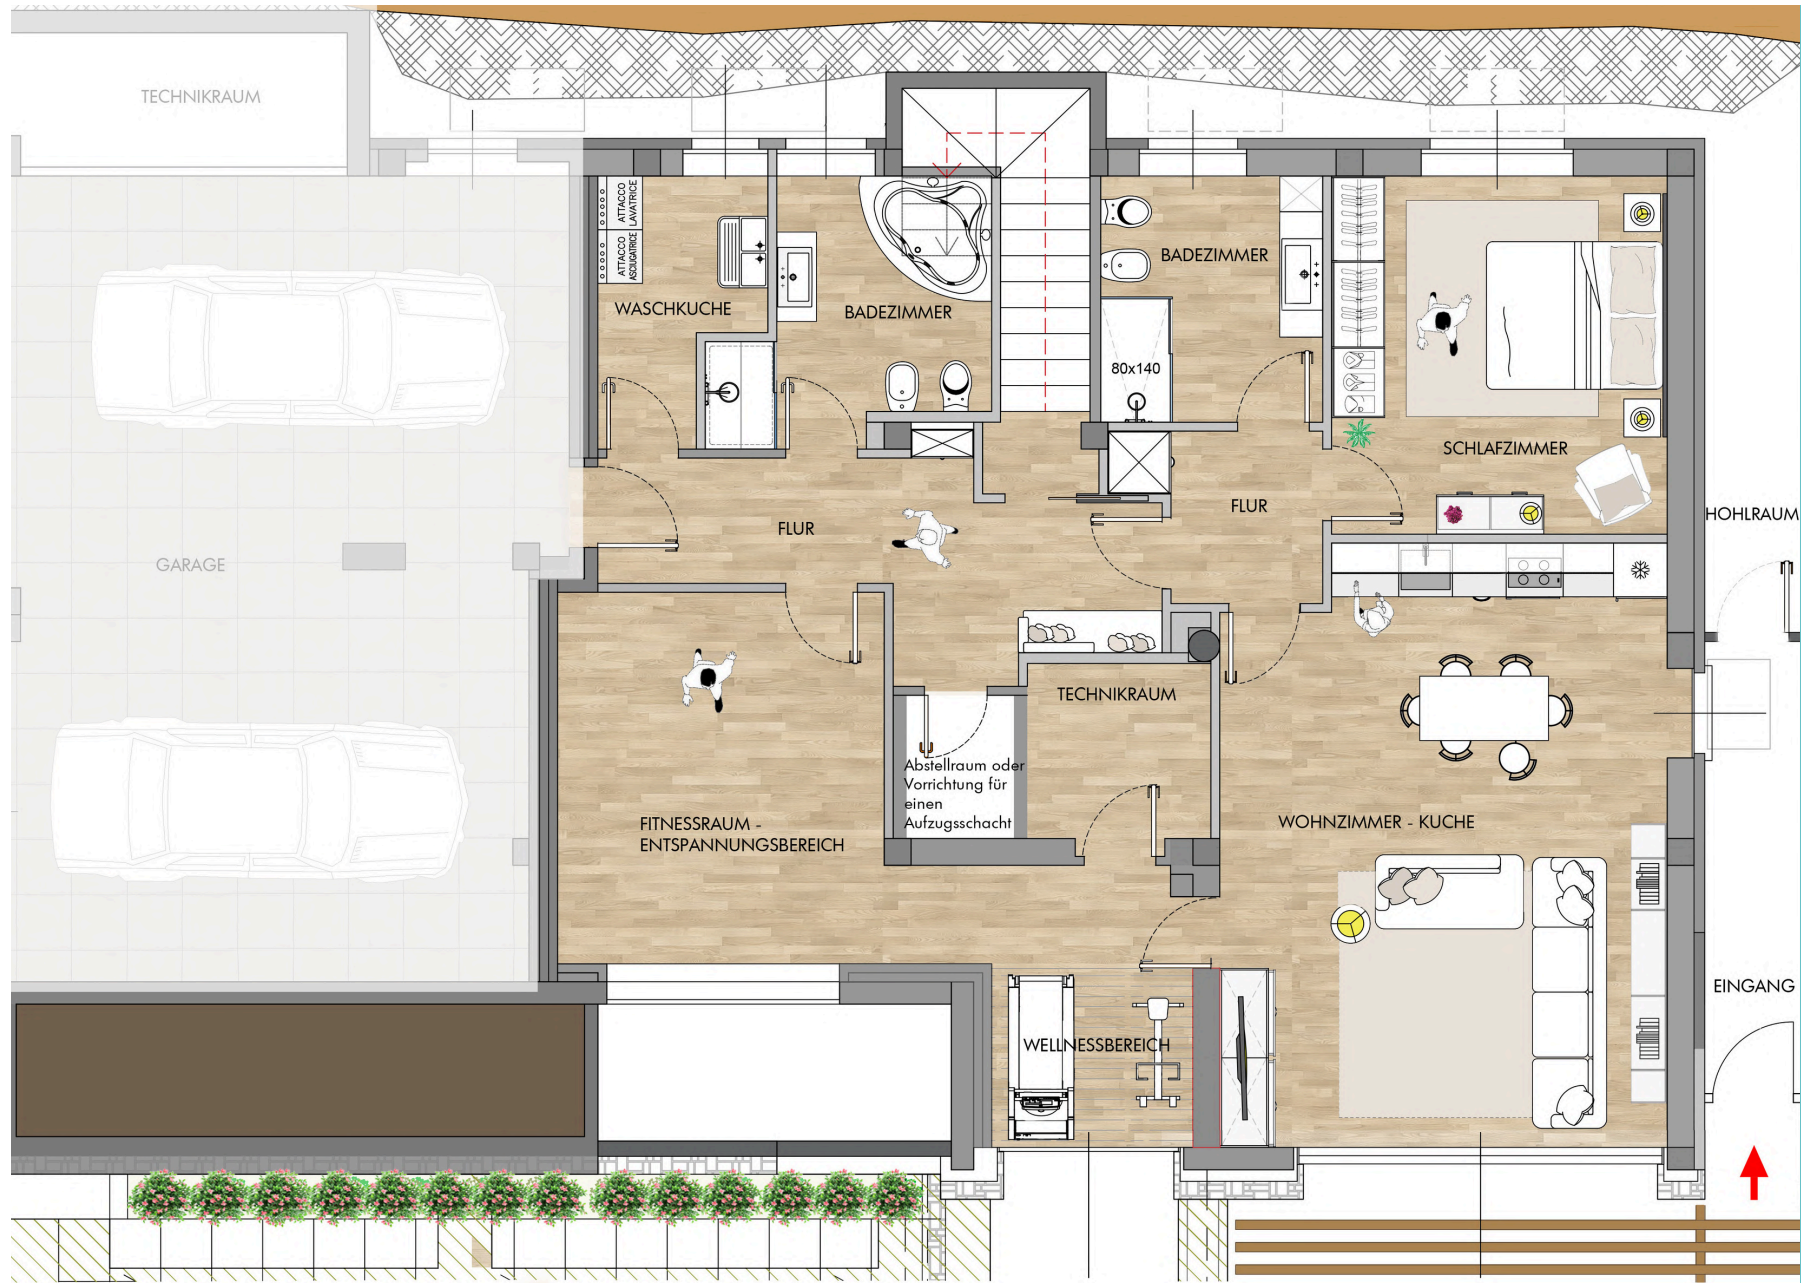 TECHNIKRAUM
ATTACCO
LAVATRICE
ATTACCO
ASCIUGATRICE
WASCHKUCHE
BADEZIMMER
BADEZIMMER
80x140
SCHLAFZIMMER
FLUR
FLUR
HOHLRAUM
GARAGE
TECHNIKRAUM
Abstellraum oder
Vorrichtung für
einen
Aufzugsschacht
FITNESSRAUM -
ENTSPANNUNGSBEREICH
WOHNZIMMER - KUCHE
EINGANG
WELLNESSBEREICH